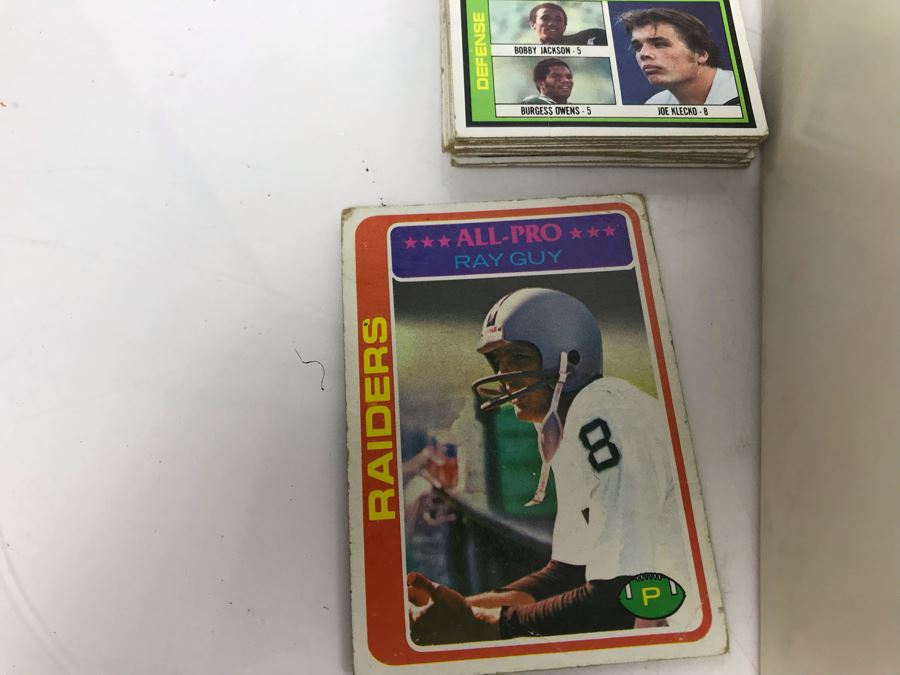 DEFENSE
BOBBY JACKSON - 5
BURGESS OWENS - 5
JOE KLECKO - 8
★★★ ALL-PRO ★★★
RAY GUY
RAIDERS
8
P